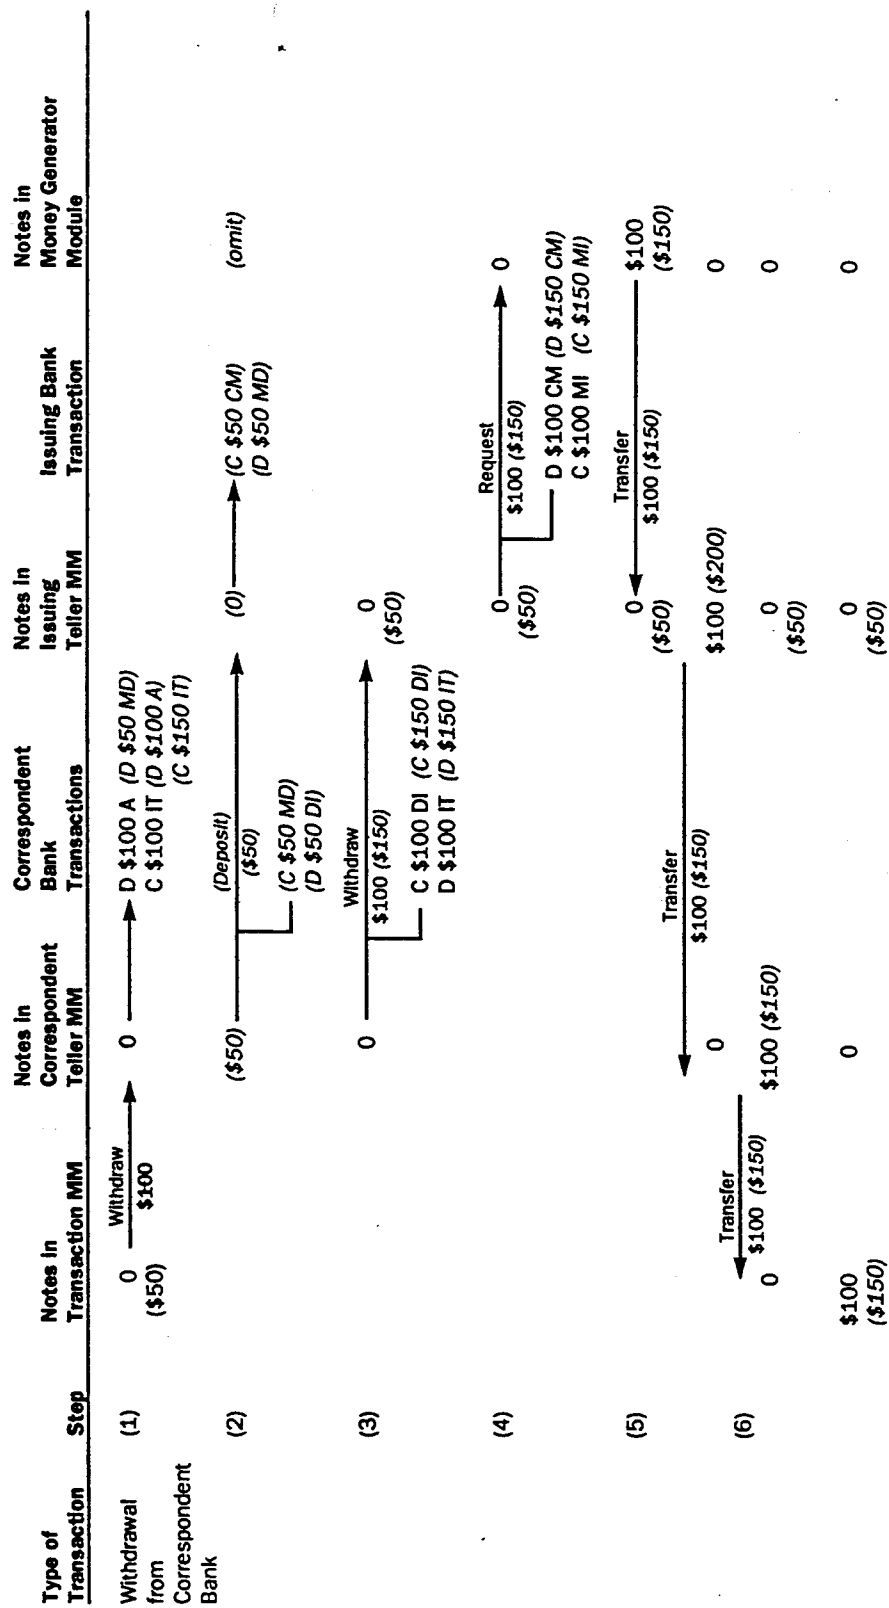 Type of Transaction
Step
Notes in Transaction MM
Notes in Correspondent Teller MM
Correspondent Bank Transactions
Notes in Issuing Teller MM
Issuing Bank Transaction
Notes in Money Generator Module
Withdrawal from Correspondent Bank
(1)
0
($50)
Withdraw
$100
0
D $100 A (D $50 MD)
C $100 IT (D $100 A)
(C $150 IT)
(2)
($50)
(Deposit)
($50)
(C $50 MD)
(D $50 DI)
(0)
(C $50 CM)
(D $50 MD)
(omit)
(3)
0
Withdraw
$100 ($150)
C $100 DI (C $150 DI)
D $100 IT (D $150 IT)
0
($50)
(4)
0
($50)
Request
$100 ($150)
D $100 CM (D $150 CM)
C $100 MI (C $150 MI)
0
(5)
0
($50)
Transfer
$100 ($150)
$100
($150)
Transfer
$100 ($150)
0
$100 ($200)
0
(6)
Transfer
$100 ($150)
0
$100 ($150)
0
($50)
0
$100
($150)
0
0
($50)
0